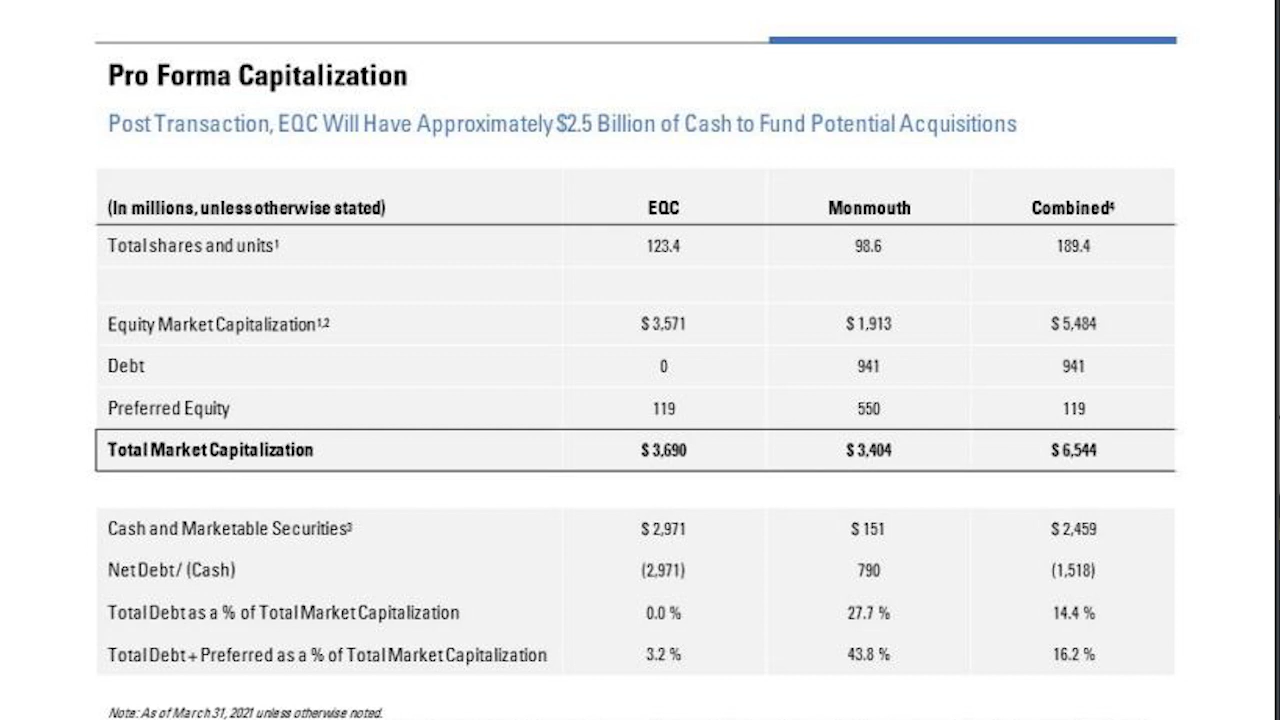 Pro Forma Capitalization
Post Transaction, EQC Will Have Approximately $2.5 Billion of Cash to Fund Potential Acquisitions
(In millions, unless otherwise stated) EQC Monmouth Combined⁴
Total shares and units¹ 123.4 98.6 189.4
Equity Market Capitalization¹,² $ 3,571 $ 1,913 $ 5,484
Debt 0 941 941
Preferred Equity 119 550 119
Total Market Capitalization $ 3,690 $ 3,404 $ 6,544
Cash and Marketable Securities³ $ 2,971 $ 151 $ 2,459
Net Debt / (Cash) (2,971) 790 (1,518)
Total Debt as a % of Total Market Capitalization 0.0 % 27.7 % 14.4 %
Total Debt + Preferred as a % of Total Market Capitalization 3.2 % 43.8 % 16.2 %
Note: As of March 31, 2021 unless otherwise noted.